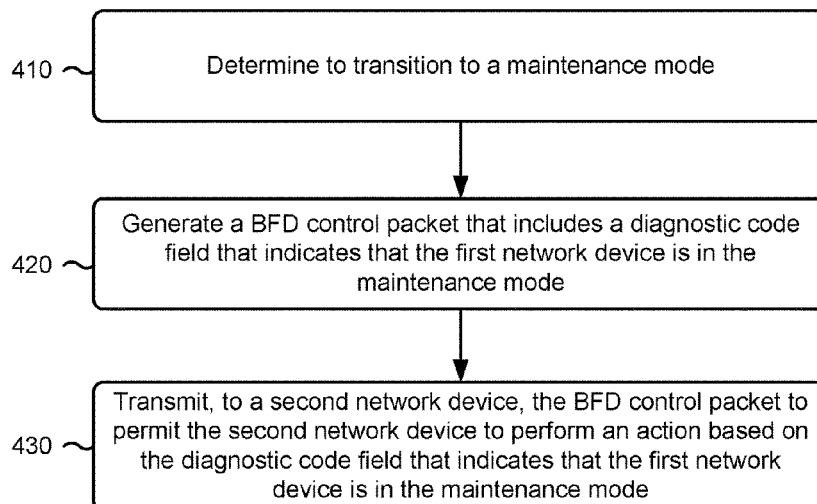 410
Determine to transition to a maintenance mode
420
Generate a BFD control packet that includes a diagnostic code
field that indicates that the first network device is in the
maintenance mode
430
Transmit, to a second network device, the BFD control packet to
permit the second network device to perform an action based on
the diagnostic code field that indicates that the first network
device is in the maintenance mode